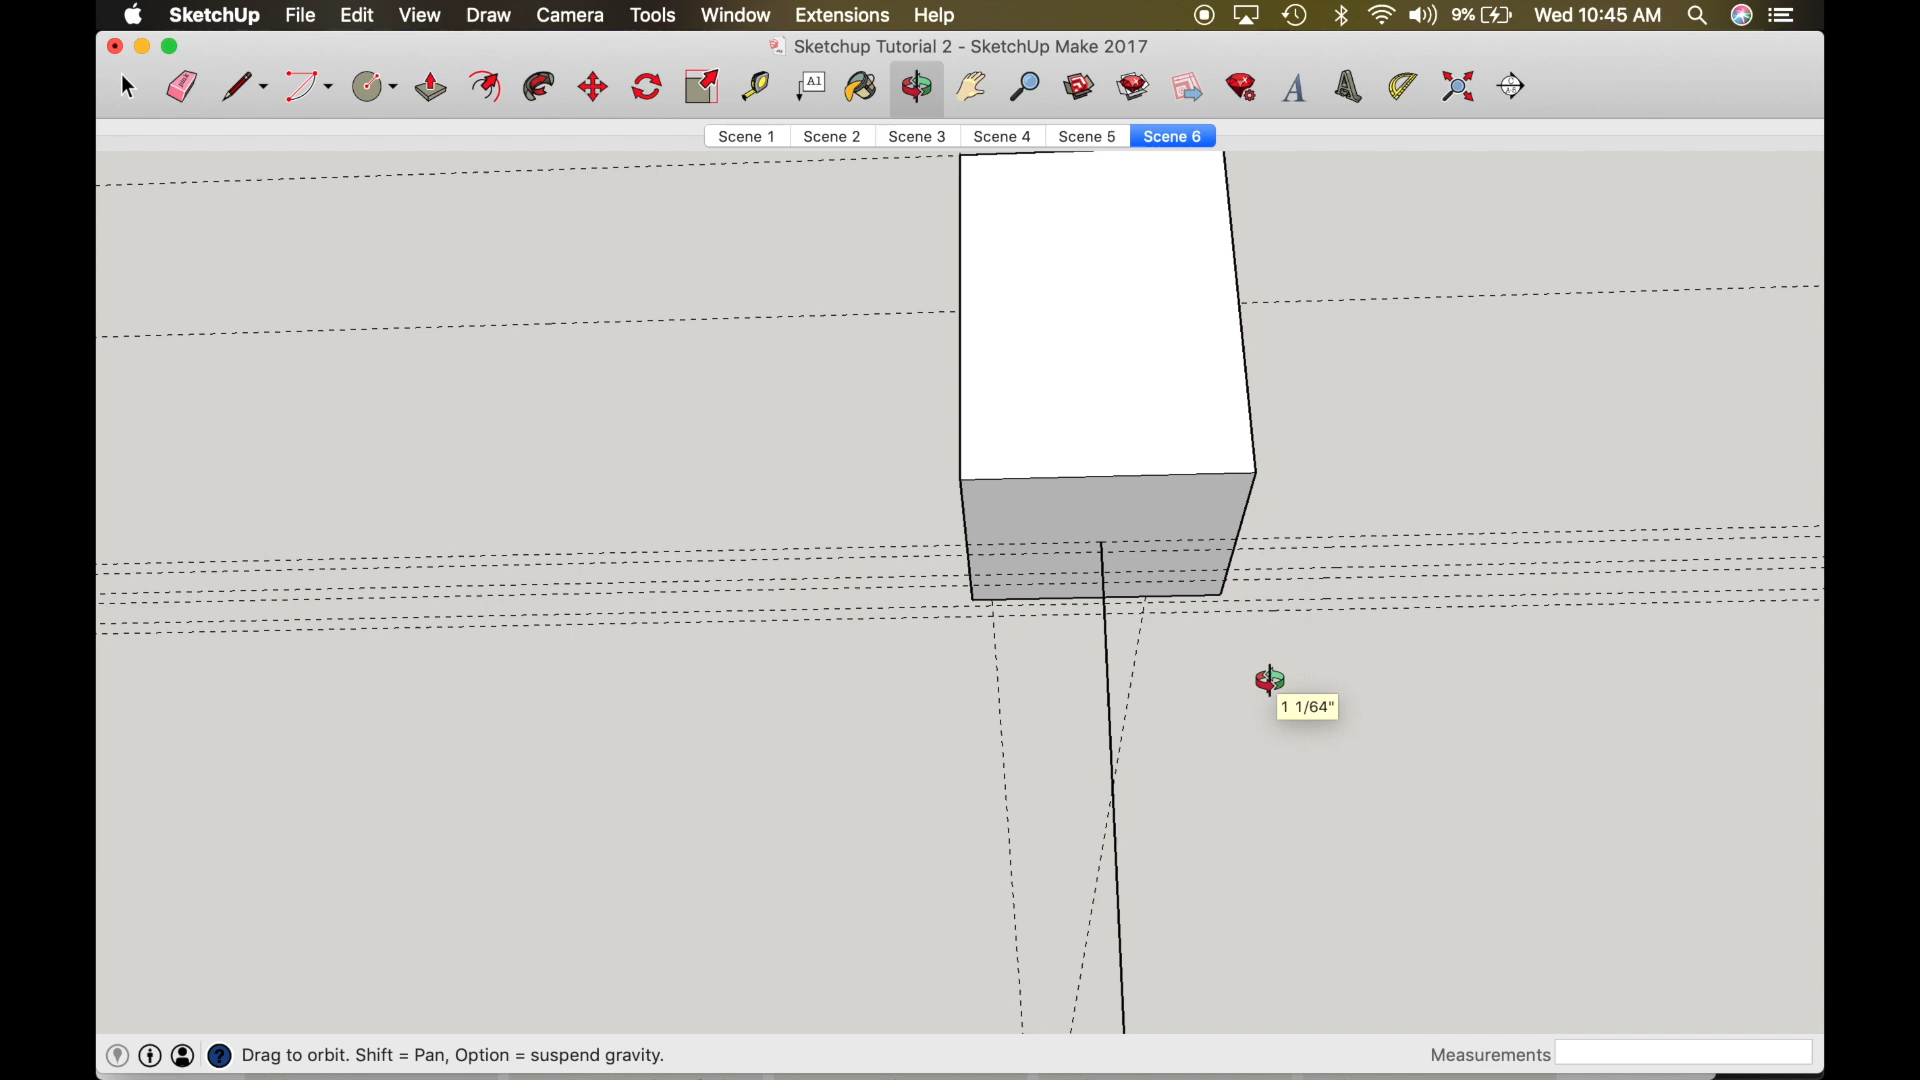 SketchUp File Edit View Draw Camera Tools Window Extensions Help 9% Wed 10:45 AM
Sketchup Tutorial 2 - SketchUp Make 2017
A1 A
Scene 1 Scene 2 Scene 3 Scene 4 Scene 5 Scene 6
1 1/64"
? Drag to orbit. Shift = Pan, Option = suspend gravity. Measurements